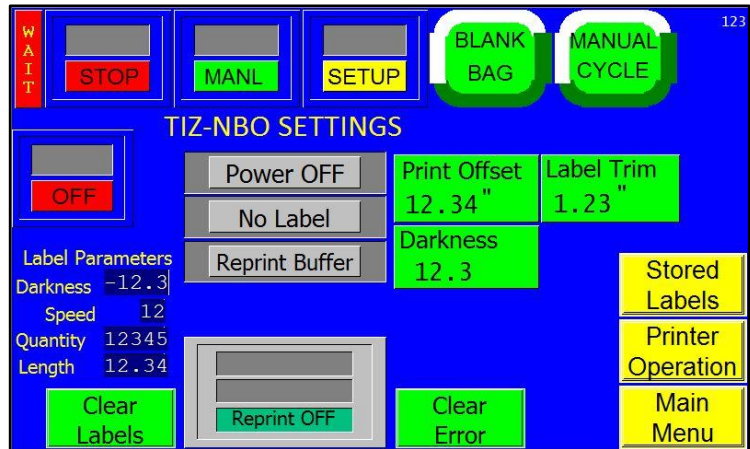 WAIT
STOP
MANL
SETUP
BLANK
BAG
MANUAL
CYCLE
123
TIZ-NBO SETTINGS
OFF
Power OFF
No Label
Reprint Buffer
Print Offset
12.34"
Label Trim
1.23"
Darkness
12.3
Label Parameters
Darkness -12.3
Speed 12
Quantity 12345
Length 12.34
Stored
Labels
Printer
Operation
Clear
Labels
Reprint OFF
Clear
Error
Main
Menu